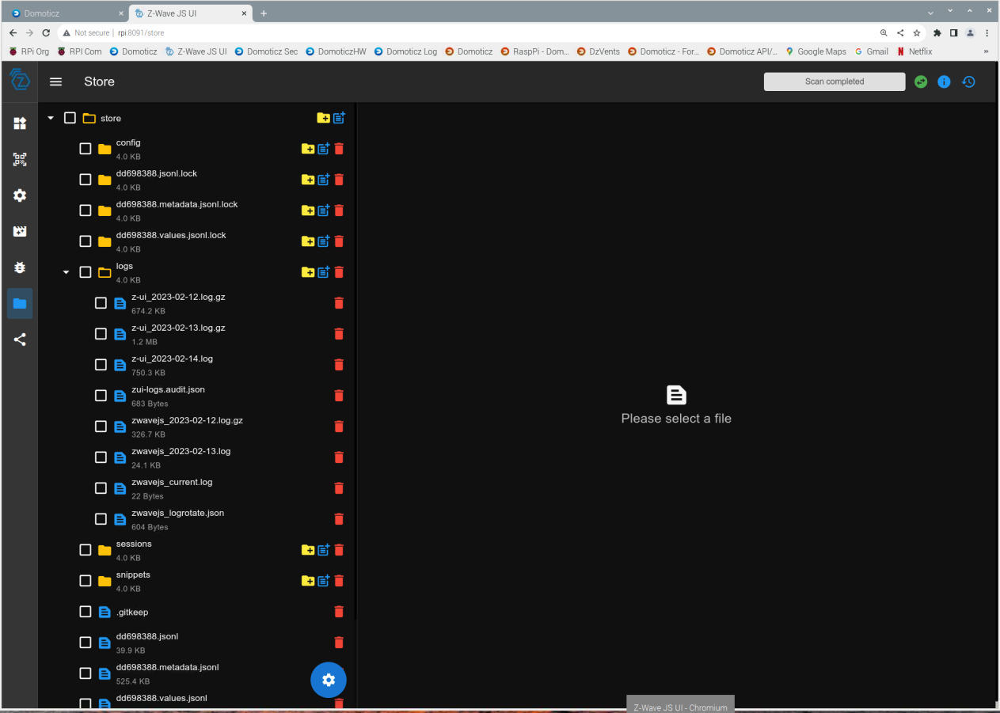 Domoticz
Z-Wave JS UI
Not secure | rpi:8091/store
RPi Org
RPI Com
Domoticz
Z-Wave JS UI
Domoticz Sec
DomoticzHW
Domoticz Log
Domoticz
RaspPi - Dom...
DzVents
Domoticz - For...
Domoticz API/...
Google Maps
Gmail
Netflix
»
Store
Scan completed
store
config
4.0 KB
dd698388.jsonl.lock
4.0 KB
dd698388.metadata.jsonl.lock
4.0 KB
dd698388.values.jsonl.lock
4.0 KB
logs
4.0 KB
z-ui_2023-02-12.log.gz
674.2 KB
z-ui_2023-02-13.log.gz
1.2 MB
z-ui_2023-02-14.log
750.3 KB
zui-logs.audit.json
683 Bytes
zwavejs_2023-02-12.log.gz
326.7 KB
zwavejs_2023-02-13.log
24.1 KB
zwavejs_current.log
22 Bytes
zwavejs_logrotate.json
604 Bytes
Please select a file
sessions
4.0 KB
snippets
4.0 KB
.gitkeep
dd698388.jsonl
39.9 KB
dd698388.metadata.jsonl
525.4 KB
dd698388.values.jsonl
Z-Wave JS UI - Chromium